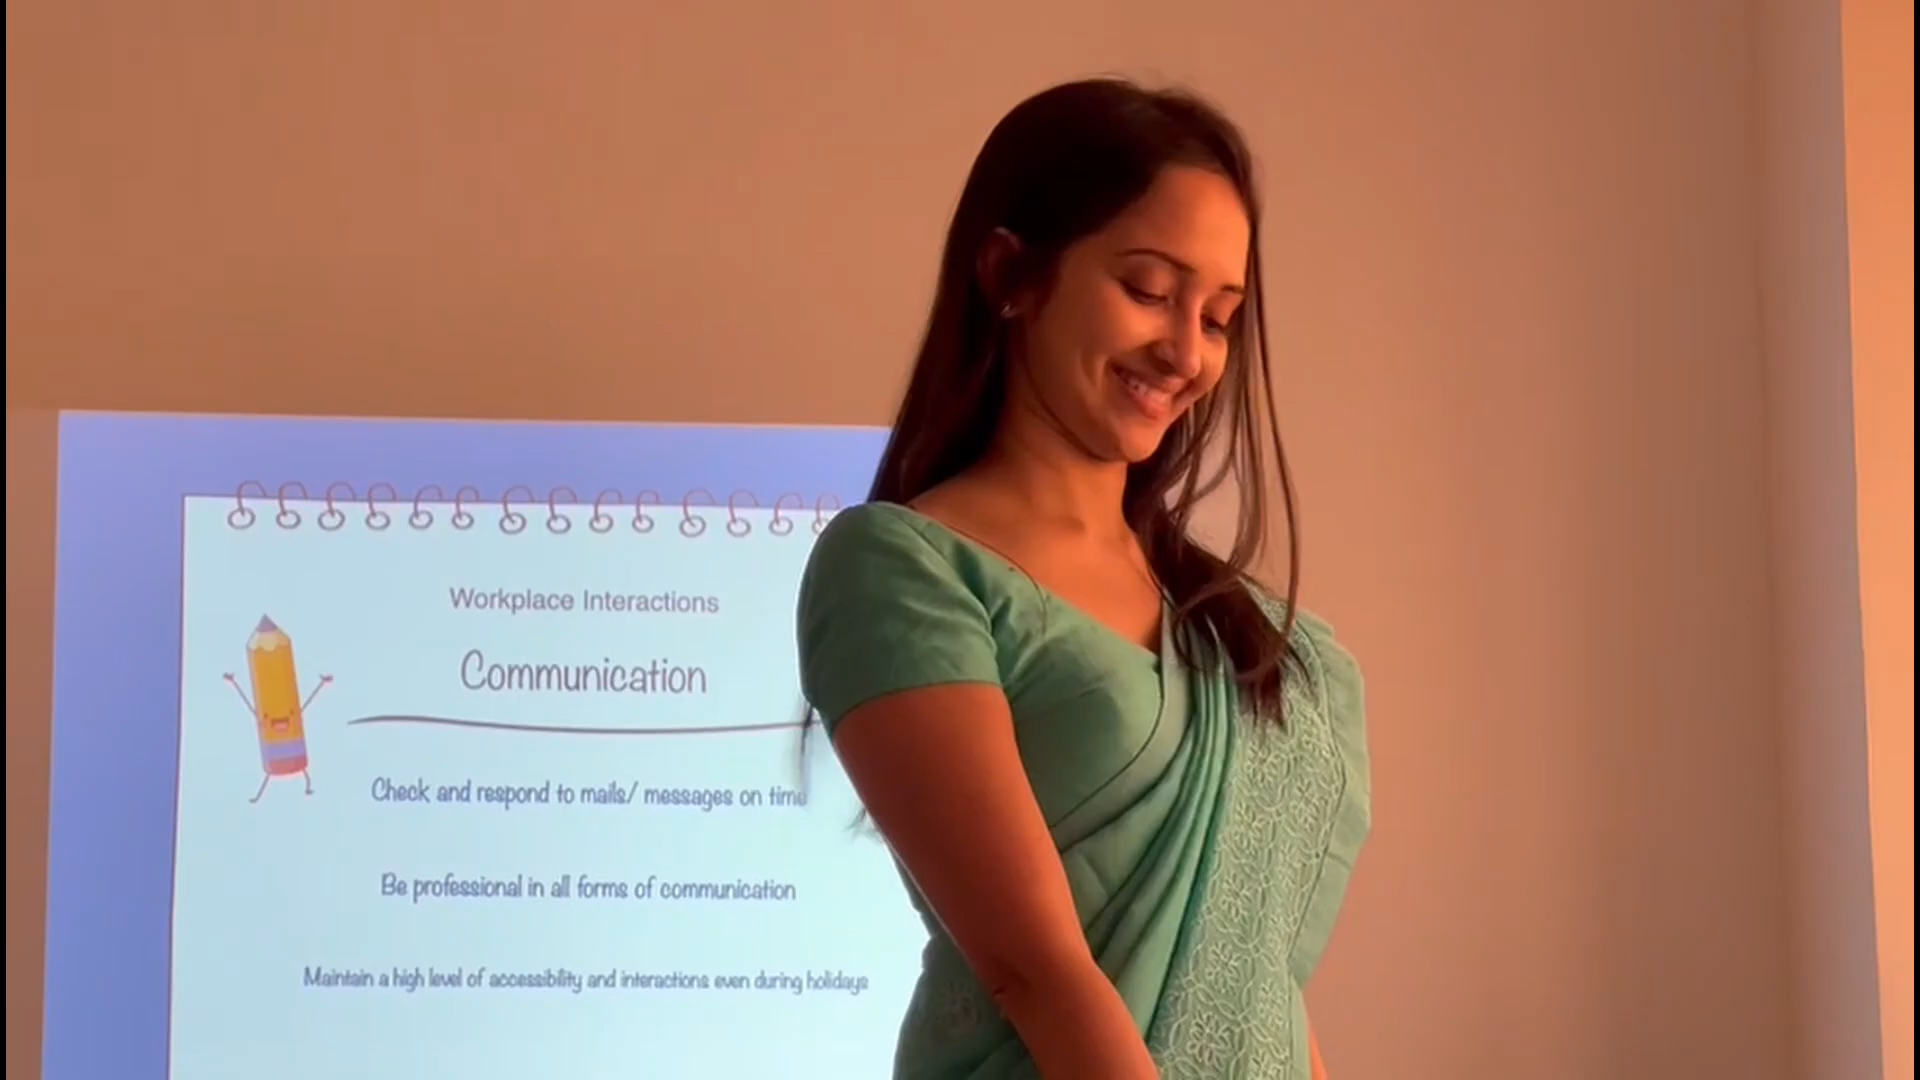 Workplace Interactions
Communication
Check and respond to mails/ messages on time
Be professional in all forms of communication
Maintain a high level of accessibility and interactions even during holidays